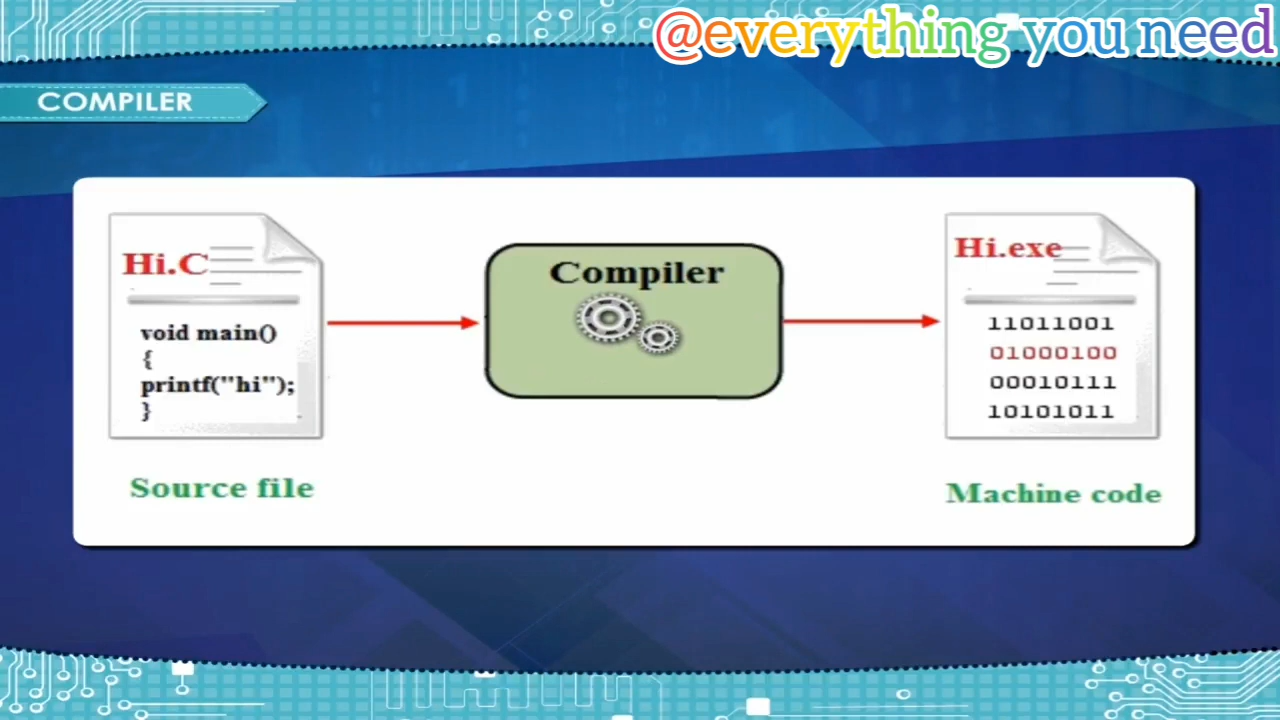 @everything you need
COMPILER
Hi.C
void main()
{
printf("hi");
}
Source file
Compiler
Hi.exe
11011001
01000100
00010111
10101011
Machine code